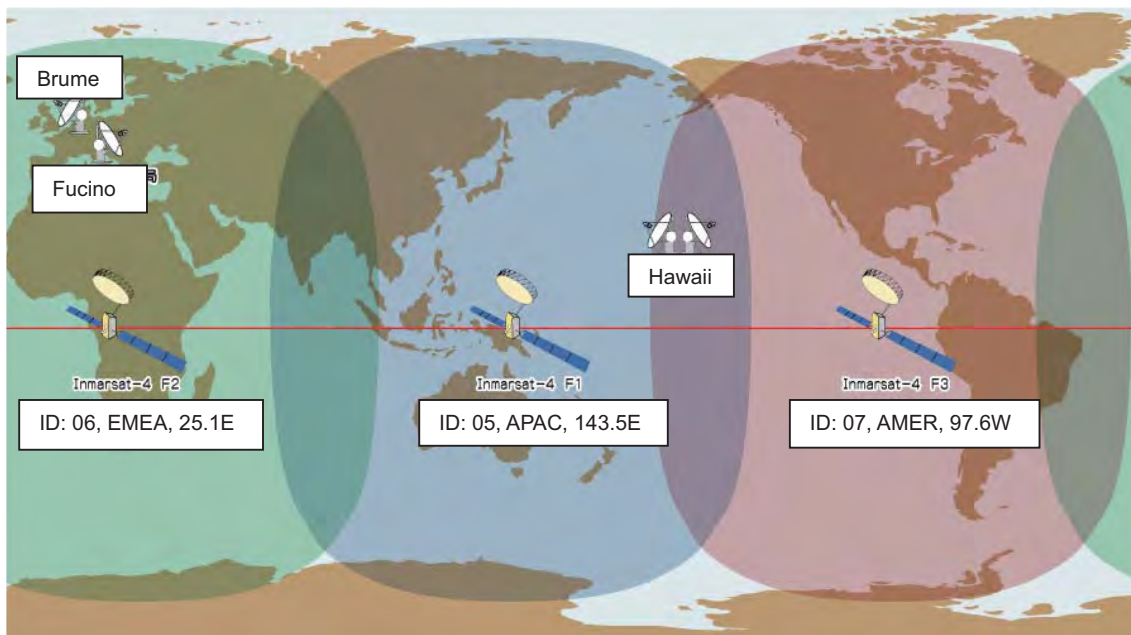 Brume
Fucino
Hawaii
Inmarsat-4 F2
Inmarsat-4 F1
Inmarsat-4 F3
ID: 06, EMEA, 25.1E
ID: 05, APAC, 143.5E
ID: 07, AMER, 97.6W